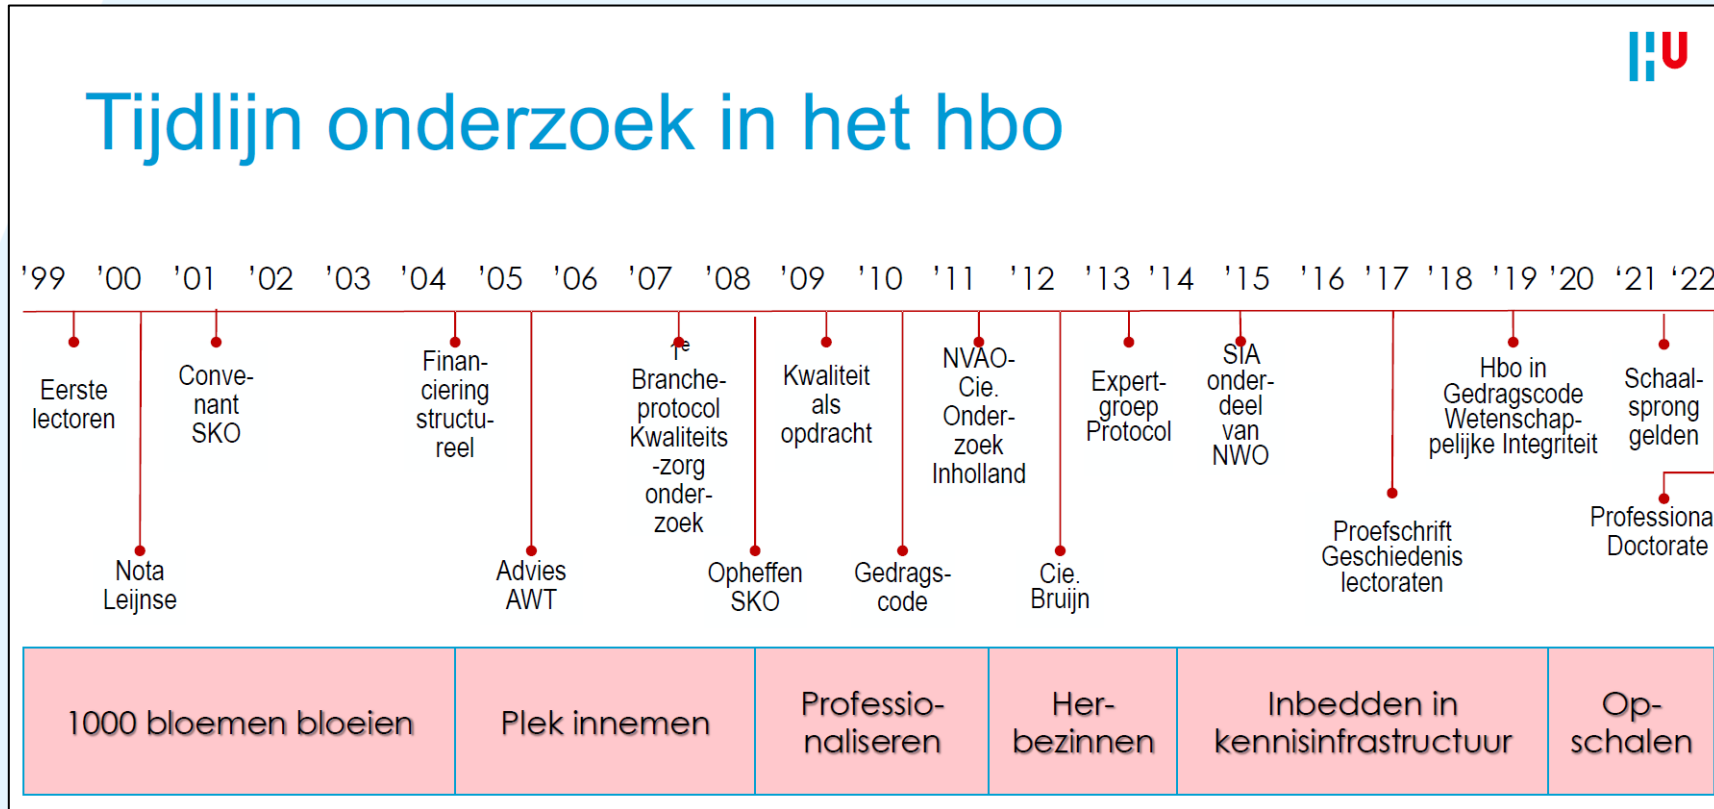 HU
Tijdlijn onderzoek in het hbo
'99 '00 '01 '02 '03 '04 '05 '06 '07 '08 '09 '10 '11 '12 '13 '14 '15 '16 '17 '18 '19 '20 '21 '22
Eerste
lectoren
Nota
Leijnse
Conve-
nant
SKO
Finan-
ciering
structu-
reel
Advies
AWT
1e
Branche-
protocol
Kwaliteits
-zorg
onder-
zoek
Opheffen
SKO
Kwaliteit
als
opdracht
Gedrags-
code
NVAO-
Cie.
Onder-
zoek
Inholland
Cie.
Bruijn
Expert-
groep
Protocol
SIA
onder-
deel
van
NWO
Proefschrift
Geschiedenis
lectoraten
Hbo in
Gedragscode
Wetenschap-
pelijke Integriteit
Schaal-
sprong
gelden
Professiona
Doctorate
1000 bloemen bloeien
Plek innemen
Professio-
naliseren
Her-
bezinnen
Inbedden in
kennisinfrastructuur
Op-
schalen